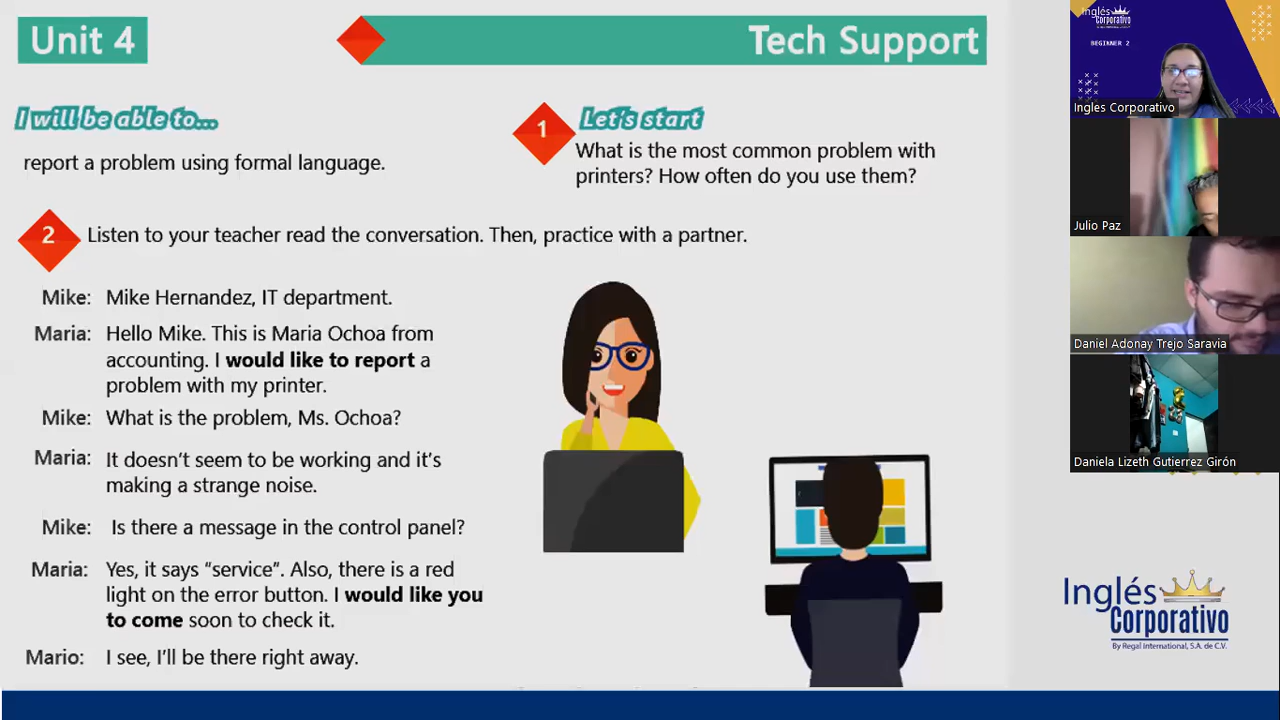 Unit 4
Tech Support
I will be able to...
report a problem using formal language.
1
Let's start
What is the most common problem with
printers? How often do you use them?
2
Listen to your teacher read the conversation. Then, practice with a partner.
Mike: Mike Hernandez, IT department.
Maria: Hello Mike. This is Maria Ochoa from
accounting. I would like to report a
problem with my printer.
Mike: What is the problem, Ms. Ochoa?
Maria: It doesn't seem to be working and it's
making a strange noise.
Mike: Is there a message in the control panel?
Maria: Yes, it says "service". Also, there is a red
light on the error button. I would like you
to come soon to check it.
Mario: I see, I'll be there right away.
Inglés
Corporativo
BEGINNER 2
Ingles Corporativo
Julio Paz
Daniel Adonay Trejo Saravia
Daniela Lizeth Gutierrez Girón
Inglés
Corporativo
By Regal International, S.A. de C.V.